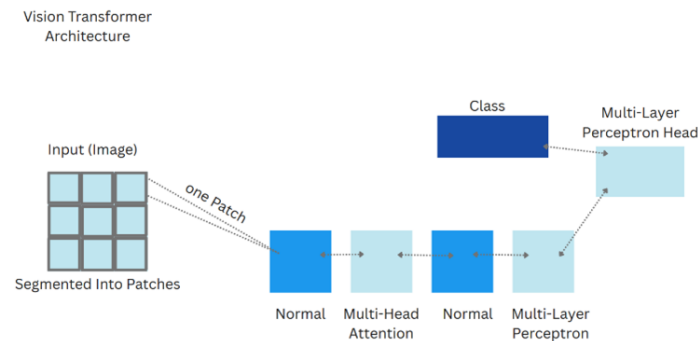 Vision Transformer
Architecture
Class
Multi-Layer
Perceptron Head
Input (Image)
one Patch
Segmented Into Patches
Normal
Multi-Head
Attention
Normal
Multi-Layer
Perceptron